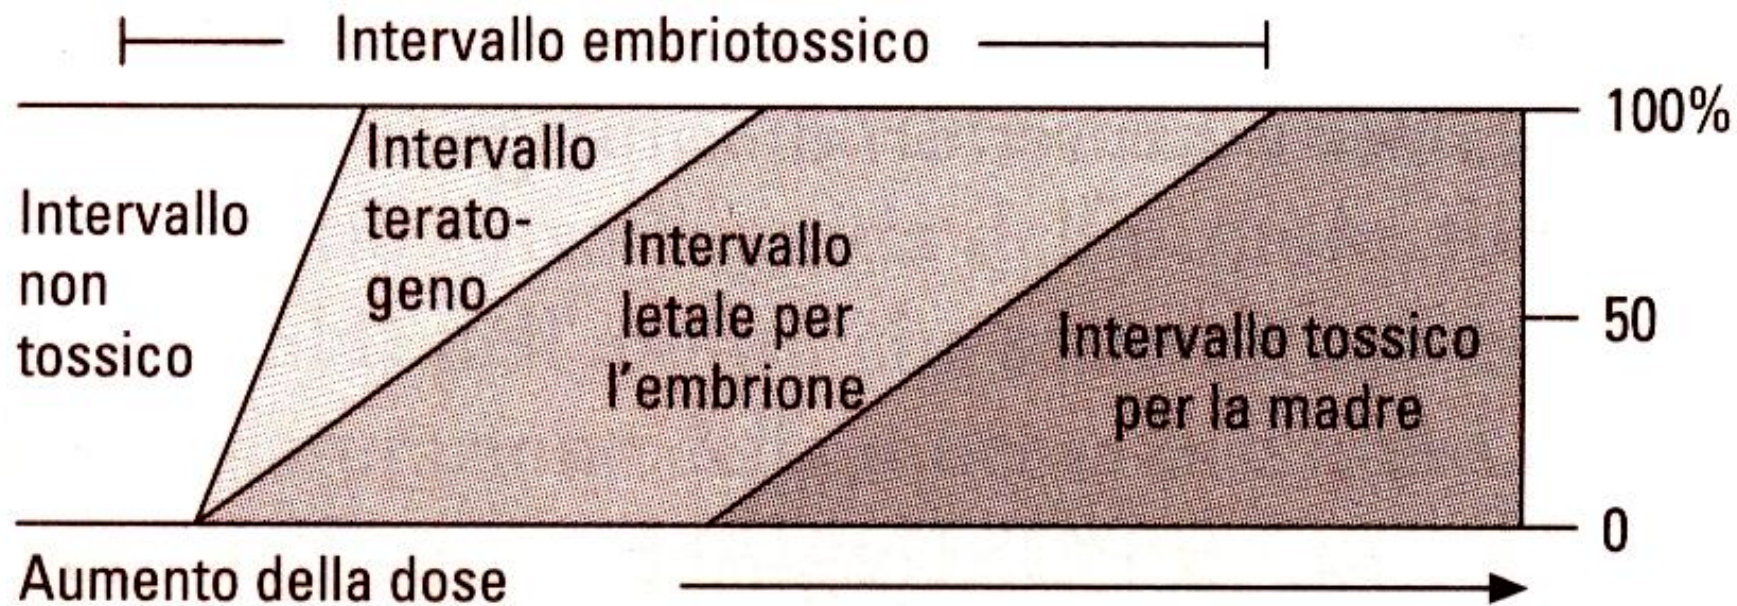 Intervallo embriotossico
100%
Intervallo
terato-
geno
Intervallo
non
tossico
Intervallo
letale per
l'embrione
Intervallo tossico
per la madre
50
0
Aumento della dose